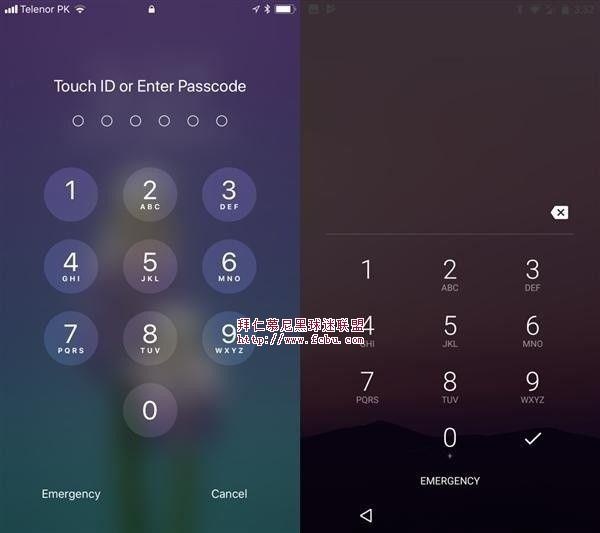 Telenor PK
3:32
Touch ID or Enter Passcode
1
2
ABC
3
DEF
4
GHI
5
JKL
6
MNO
7
PQRS
8
TUV
9
WXYZ
0
Emergency
Cancel
1
2
ABC
3
DEF
4
GHI
5
JKL
6
MNO
7
PQRS
8
TUV
9
WXYZ
0
+
EMERGENCY
拜仁慕尼黑球迷联盟
http://www.fcbu.com